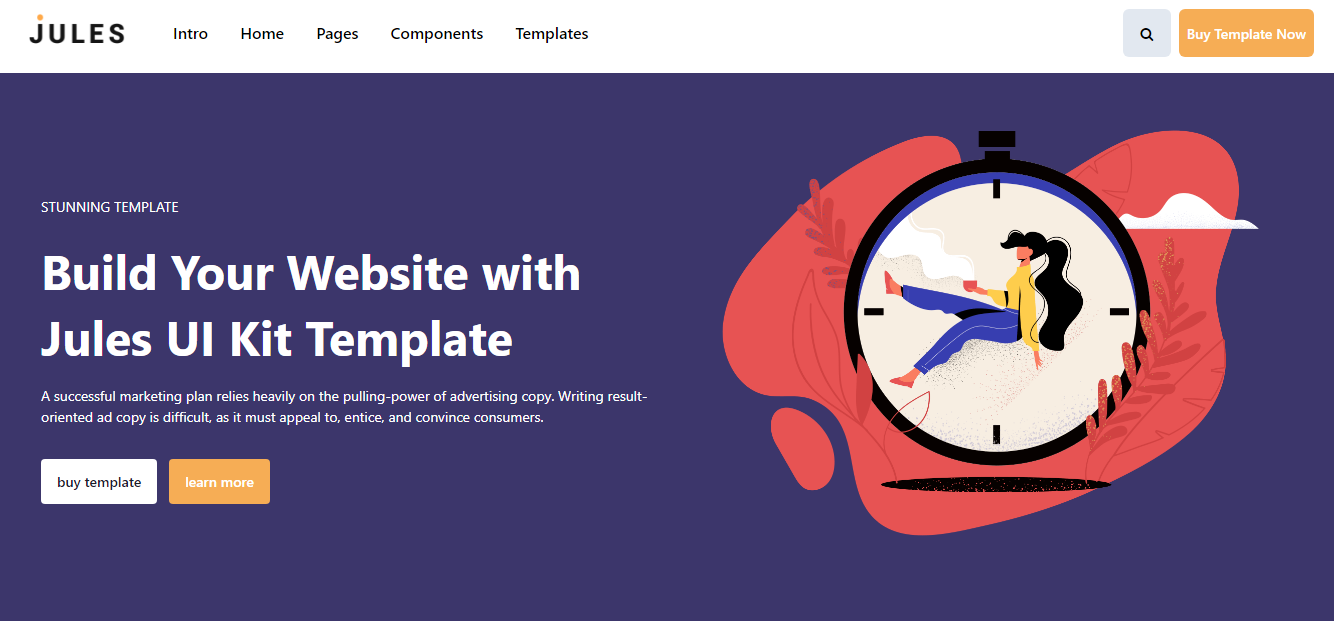 JULES
Intro
Home
Pages
Components
Templates
Buy Template Now
STUNNING TEMPLATE
Build Your Website with
Jules UI Kit Template
A successful marketing plan relies heavily on the pulling-power of advertising copy. Writing result-
oriented ad copy is difficult, as it must appeal to, entice, and convince consumers.
buy template
learn more